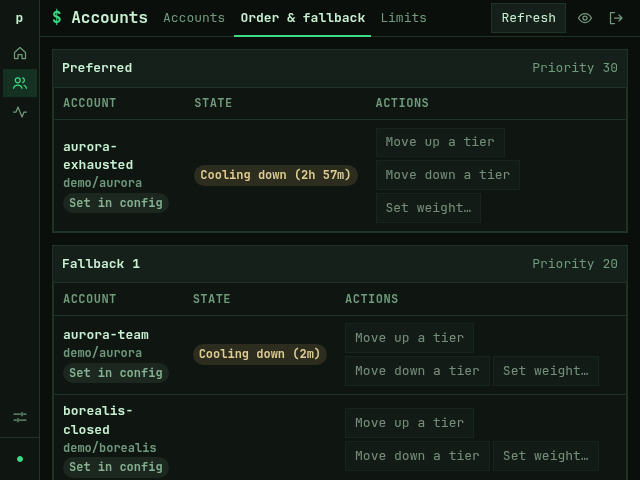 p
$ Accounts Accounts Order & fallback Limits Refresh
Preferred Priority 30
ACCOUNT STATE ACTIONS
aurora-
exhausted
demo/aurora
Set in config
Cooling down (2h 57m)
Move up a tier
Move down a tier
Set weight…
Fallback 1 Priority 20
ACCOUNT STATE ACTIONS
aurora-team
demo/aurora
Set in config
Cooling down (2m)
Move up a tier
Move down a tier Set weight…
borealis-
closed
demo/borealis
Set in config
Move up a tier
Move down a tier Set weight…